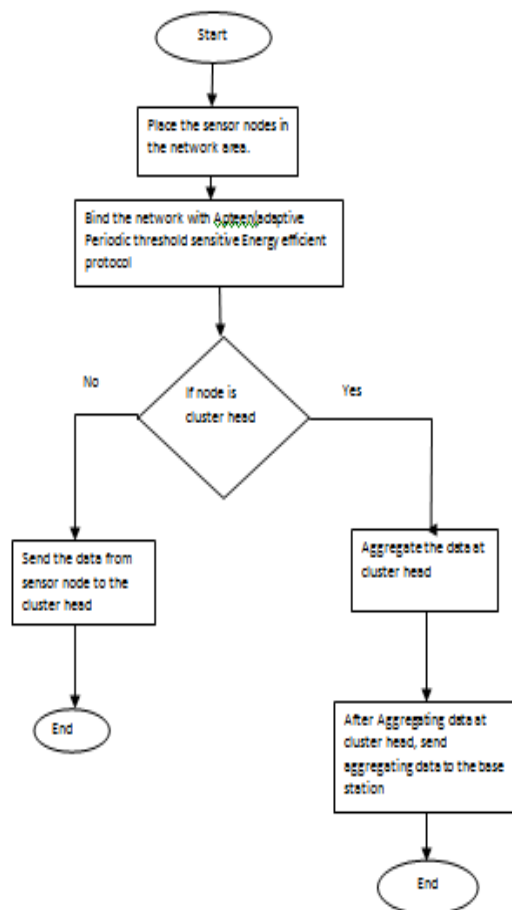 Start
Place the sensor nodes in
the network area.
Bind the network with Apteen/adaptive
Periodic threshold sensitive Energy efficient
protocol
If node is
cluster head
No
Yes
Send the data from
sensor node to the
cluster head
Aggregate the data at
cluster head
End
After Aggregating data at
cluster head, send
aggregating data to the base
station
End